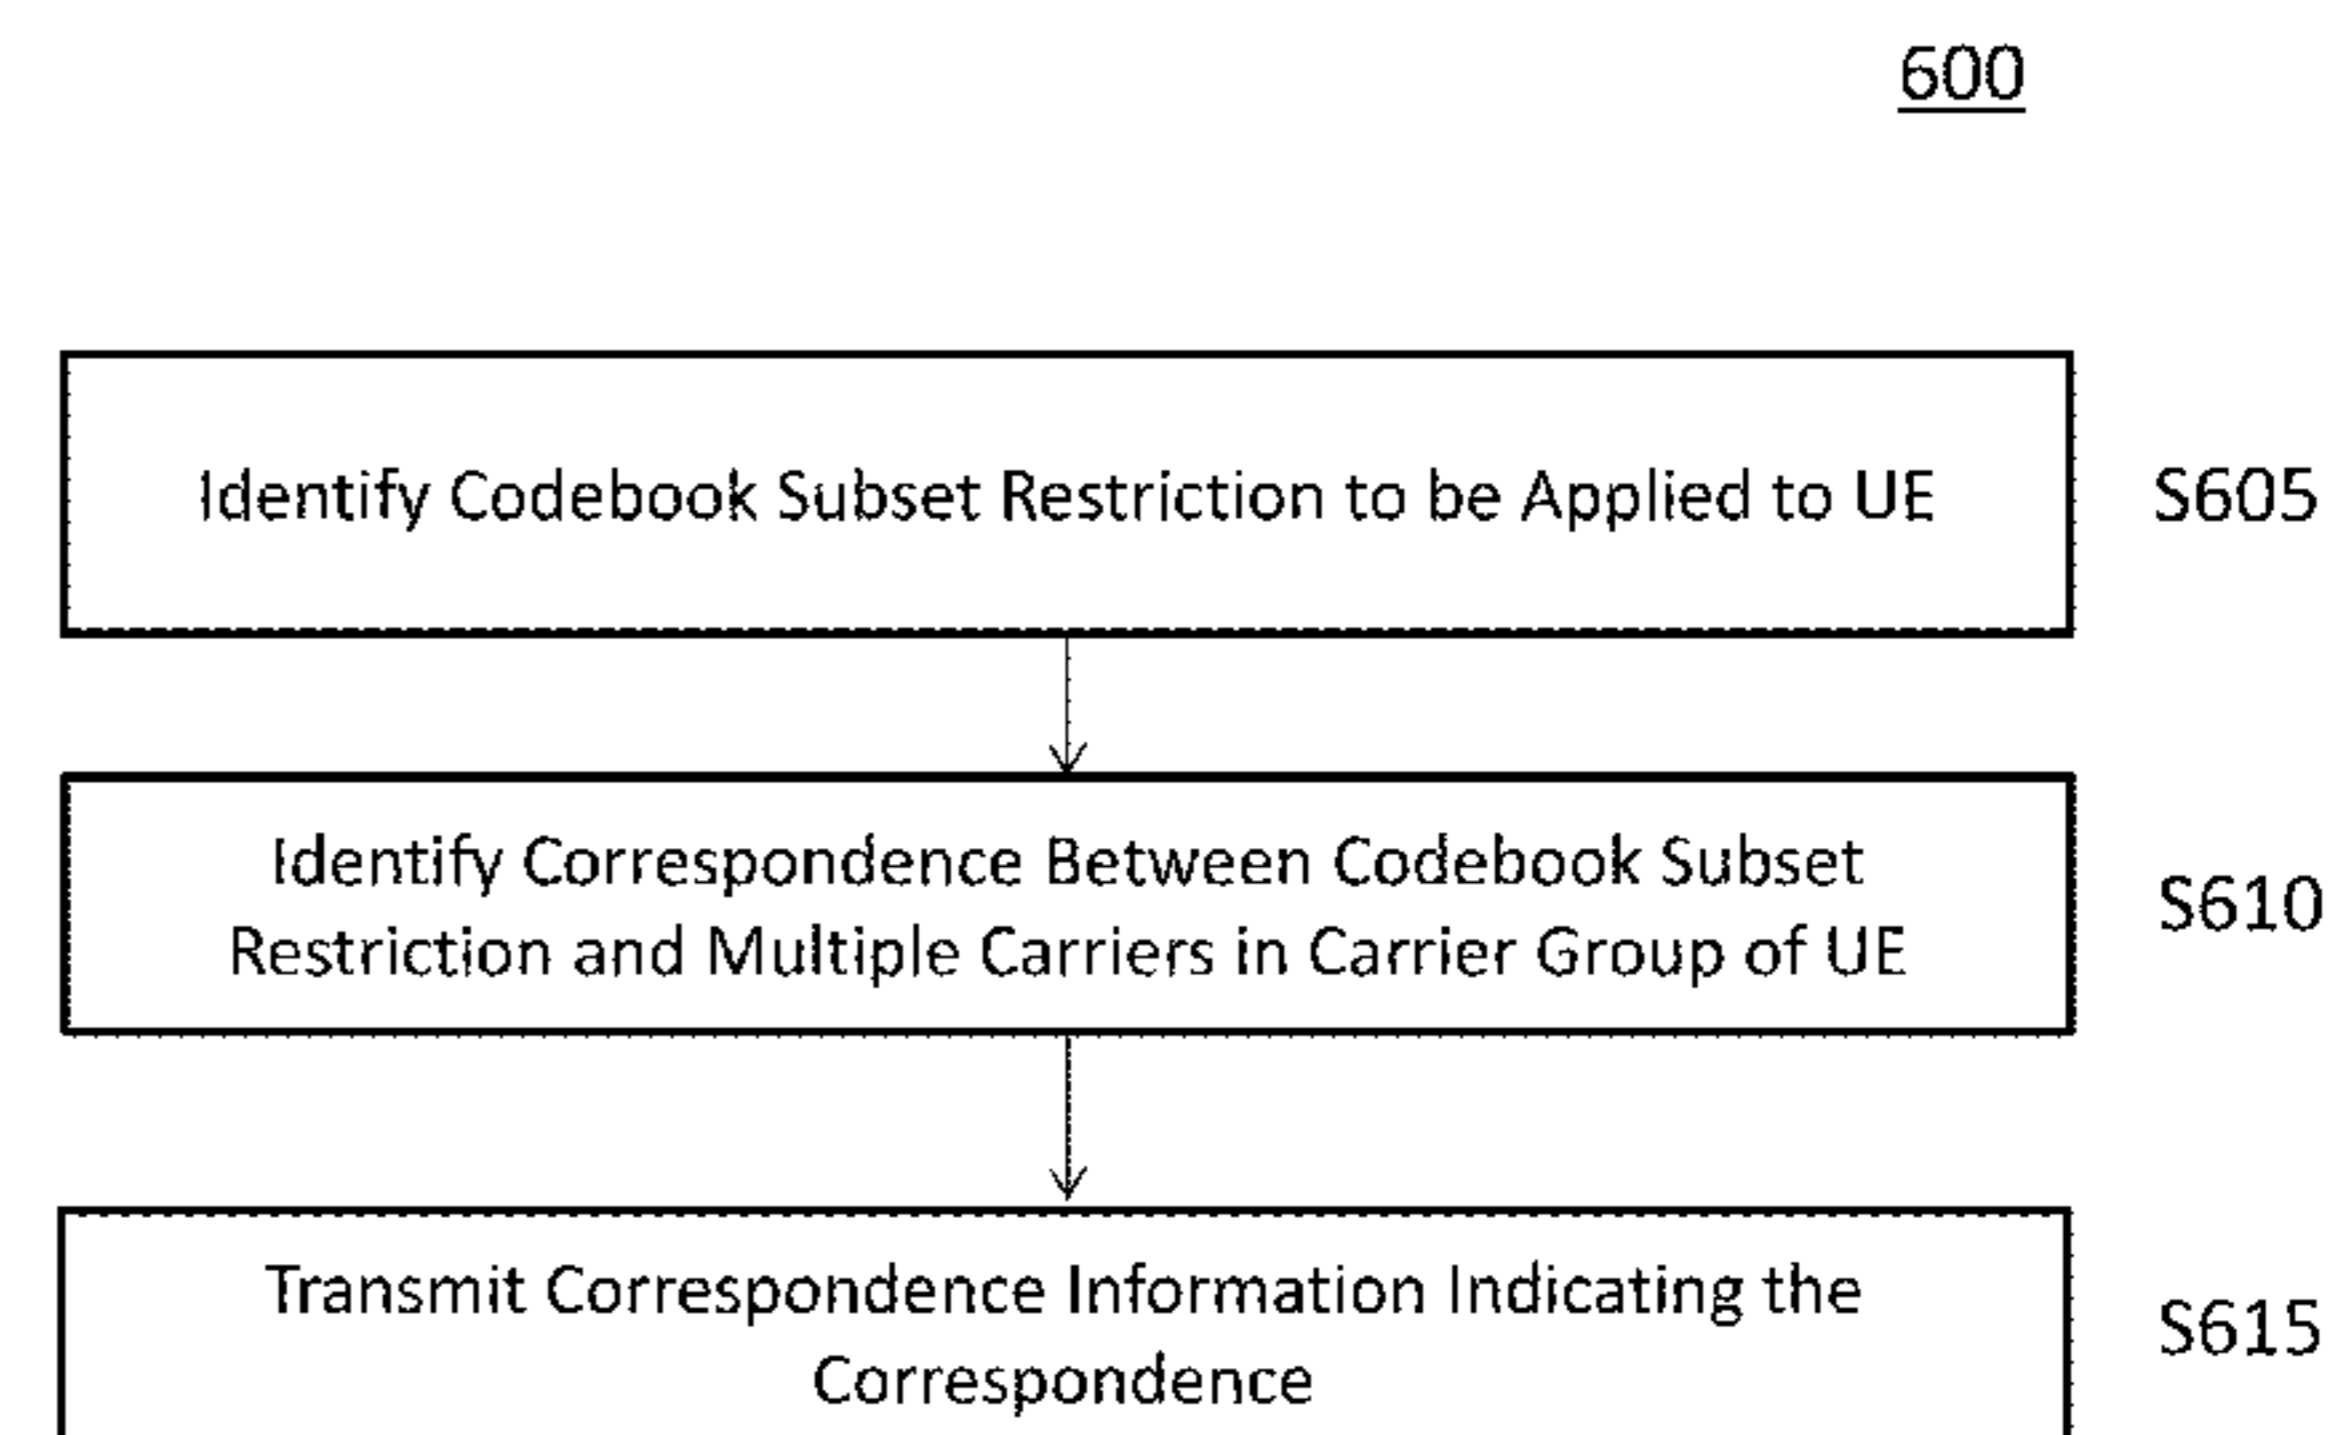 600
Identify Codebook Subset Restriction to be Applied to UE
S605
Identify Correspondence Between Codebook Subset
Restriction and Multiple Carriers in Carrier Group of UE
S610
Transmit Correspondence Information Indicating the
Correspondence
S615